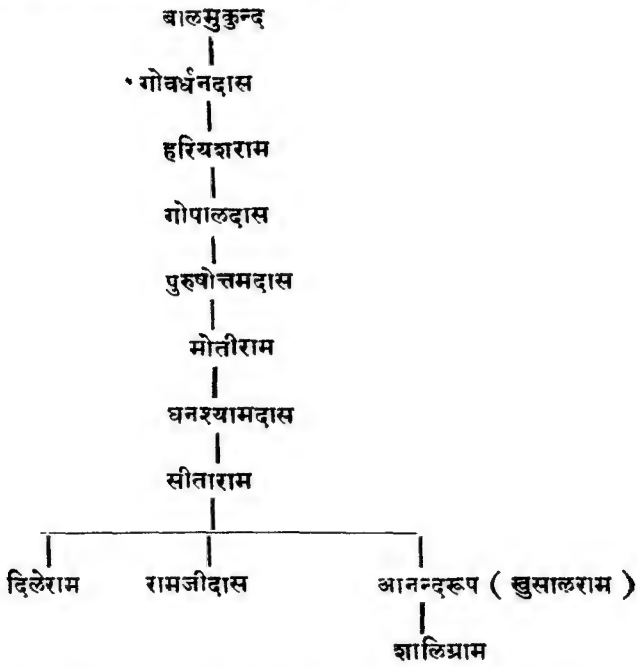 बालमुकुन्द
गोवर्धनदास
हरियशराम
गोपालदास
पुरुषोत्तमदास
मोतीराम
घनश्यामदास
सीताराम
दिलेराम रामजीदास आनन्दरूप ( खुसालराम )
शालिग्राम